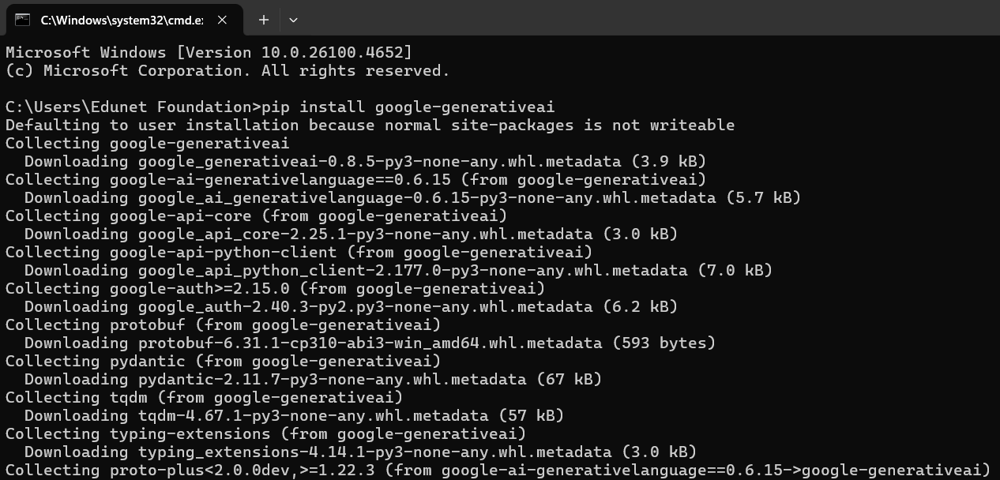 C:\Windows\system32\cmd.e
Microsoft Windows [Version 10.0.26100.4652]
(c) Microsoft Corporation. All rights reserved.
C:\Users\Edunet Foundation>pip install google-generativeai
Defaulting to user installation because normal site-packages is not writeable
Collecting google-generativeai
  Downloading google_generativeai-0.8.5-py3-none-any.whl.metadata (3.9 kB)
Collecting google-ai-generativelanguage==0.6.15 (from google-generativeai)
  Downloading google_ai_generativelanguage-0.6.15-py3-none-any.whl.metadata (5.7 kB)
Collecting google-api-core (from google-generativeai)
  Downloading google_api_core-2.25.1-py3-none-any.whl.metadata (3.0 kB)
Collecting google-api-python-client (from google-generativeai)
  Downloading google_api_python_client-2.177.0-py3-none-any.whl.metadata (7.0 kB)
Collecting google-auth>=2.15.0 (from google-generativeai)
  Downloading google_auth-2.40.3-py2.py3-none-any.whl.metadata (6.2 kB)
Collecting protobuf (from google-generativeai)
  Downloading protobuf-6.31.1-cp310-abi3-win_amd64.whl.metadata (593 bytes)
Collecting pydantic (from google-generativeai)
  Downloading pydantic-2.11.7-py3-none-any.whl.metadata (67 kB)
Collecting tqdm (from google-generativeai)
  Downloading tqdm-4.67.1-py3-none-any.whl.metadata (57 kB)
Collecting typing-extensions (from google-generativeai)
  Downloading typing_extensions-4.14.1-py3-none-any.whl.metadata (3.0 kB)
Collecting proto-plus<2.0.0dev,>=1.22.3 (from google-ai-generativelanguage==0.6.15->google-generativeai)